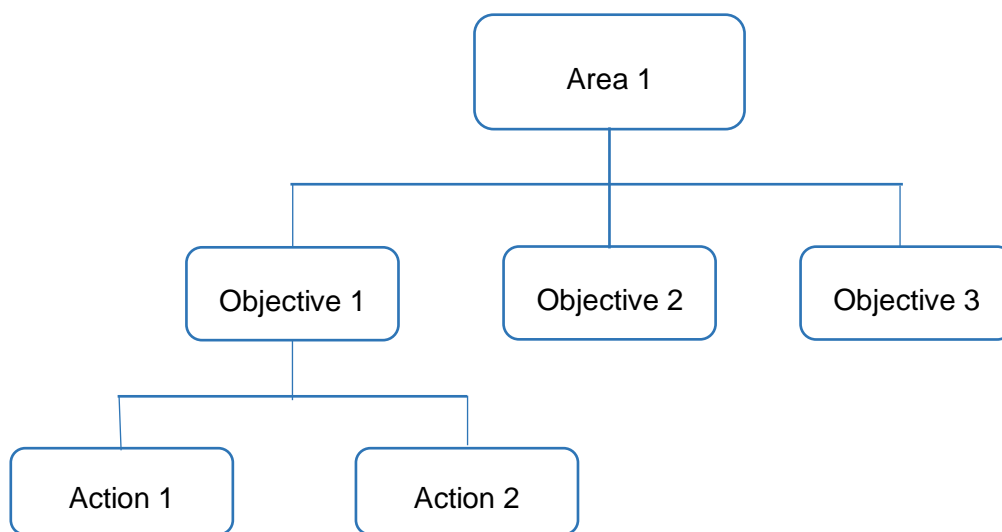 Area 1
Objective 1
Objective 2
Objective 3
Action 1
Action 2